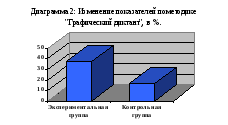 Диаграмма 2: Изменение показателей по методике
"Графический диктант", в %.
50
40
30
20
10
0
Экспериментальная группа
Контрольная группа